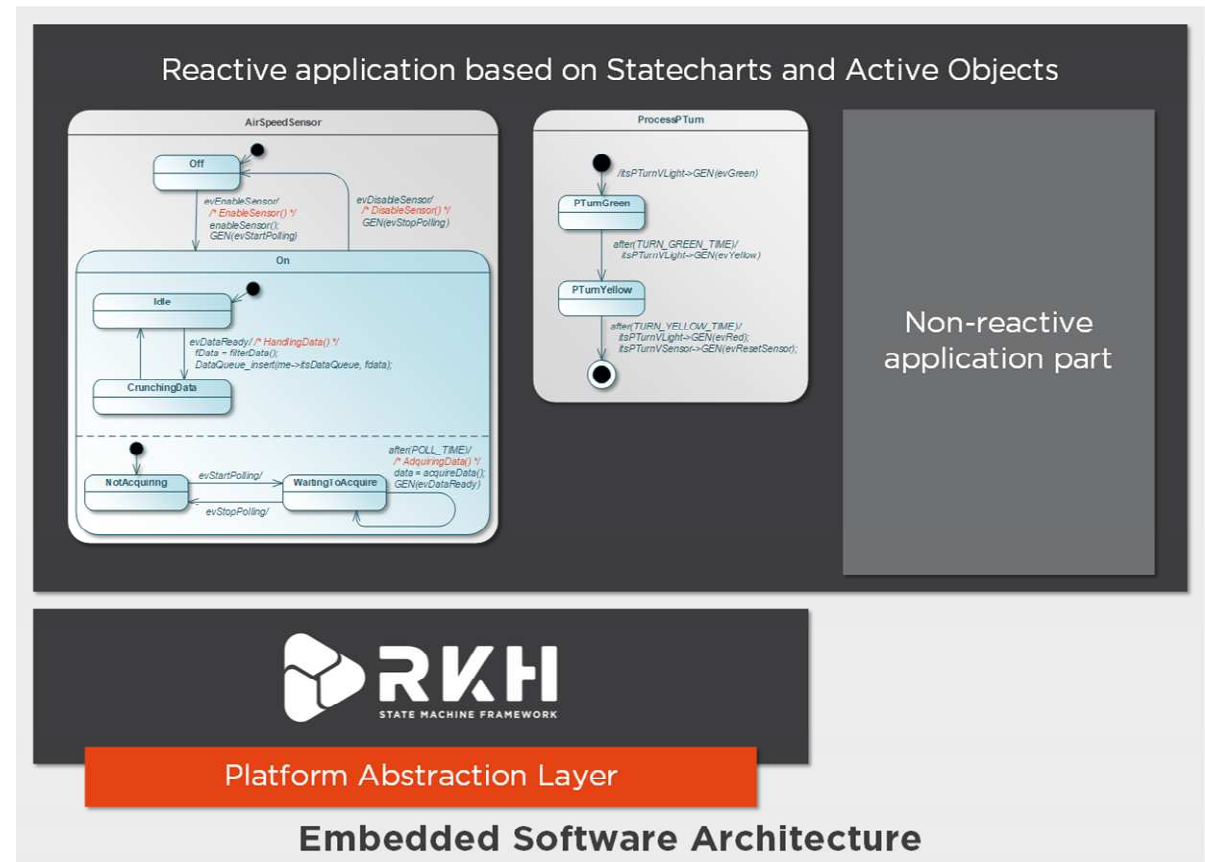 Reactive application based on Statecharts and Active Objects
AirSpeedSensor
Off
evEnableSensor/
/* EnableSensor() */
enableSensor();
GEN(evStartPolling)
evDisableSensor/
/* DisableSensor() */
GEN(evStopPolling)
On
Idle
evDataReady/ /* HandlingData() */
fData = filterData();
DataQueue_insert(me->itsDataQueue, fdata);
CrunchingData
NotAcquiring
evStartPolling/
evStopPolling/
WaitingToAcquire
after(POLL_TIME)/
/* AdquiringData() */
data = acquireData();
GEN(evDataReady)
ProcessPTurn
/itsPTurnVLight->GEN(evGreen)
PTurnGreen
after(TURN_GREEN_TIME)/
itsPTurnVLight->GEN(evYellow)
PTurnYellow
after(TURN_YELLOW_TIME)/
itsPTurnVLight->GEN(evRed);
itsPTurnVSensor->GEN(evResetSensor);
Non-reactive
application part
RKH
STATE MACHINE FRAMEWORK
Platform Abstraction Layer
Embedded Software Architecture